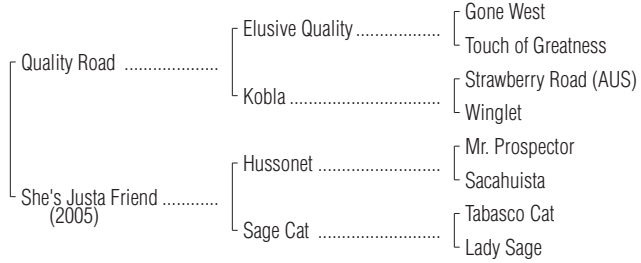 Gone West
Elusive Quality ..................
Touch of Greatness
Quality Road ....................
Strawberry Road (AUS)
Kobla ................................
Winglet
Mr. Prospector
Hussonet ..........................
Sacahuista
She's Justa Friend ............
(2005)
Tabasco Cat
Sage Cat ..........................
Lady Sage